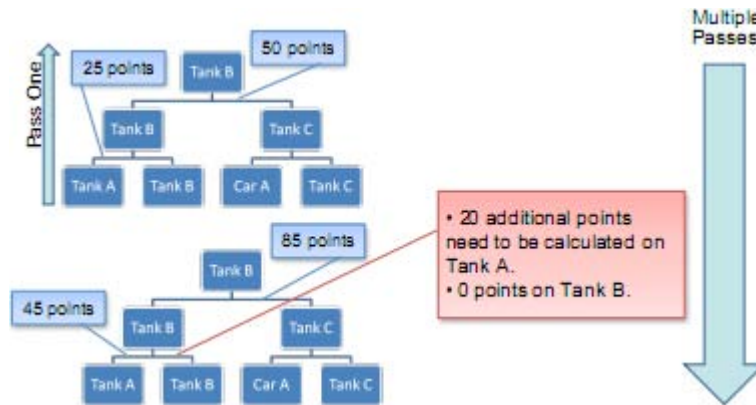 Multiple
Passes
50 points
25 points
Tank B
Pass One
Tank B
Tank C
Tank A
Tank B
Car A
Tank C
• 20 additional points
need to be calculated on
Tank A.
• 0 points on Tank B.
85 points
Tank B
45 points
Tank B
Tank C
Tank A
Tank B
Car A
Tank C